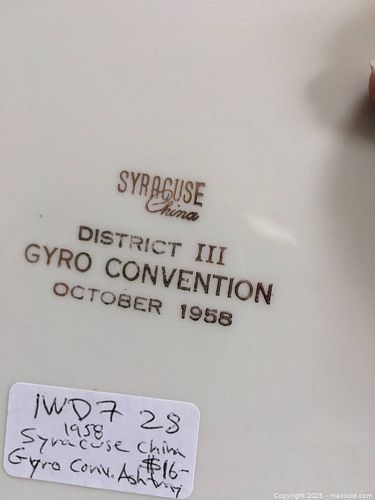 SYRACUSE
China
DISTRICT III
GYRO CONVENTION
OCTOBER 1958
IWD7 28
1958
Syracuse China
$16-
Gyro Conv. Ashtray
Copyright 2025 - maxsold.com